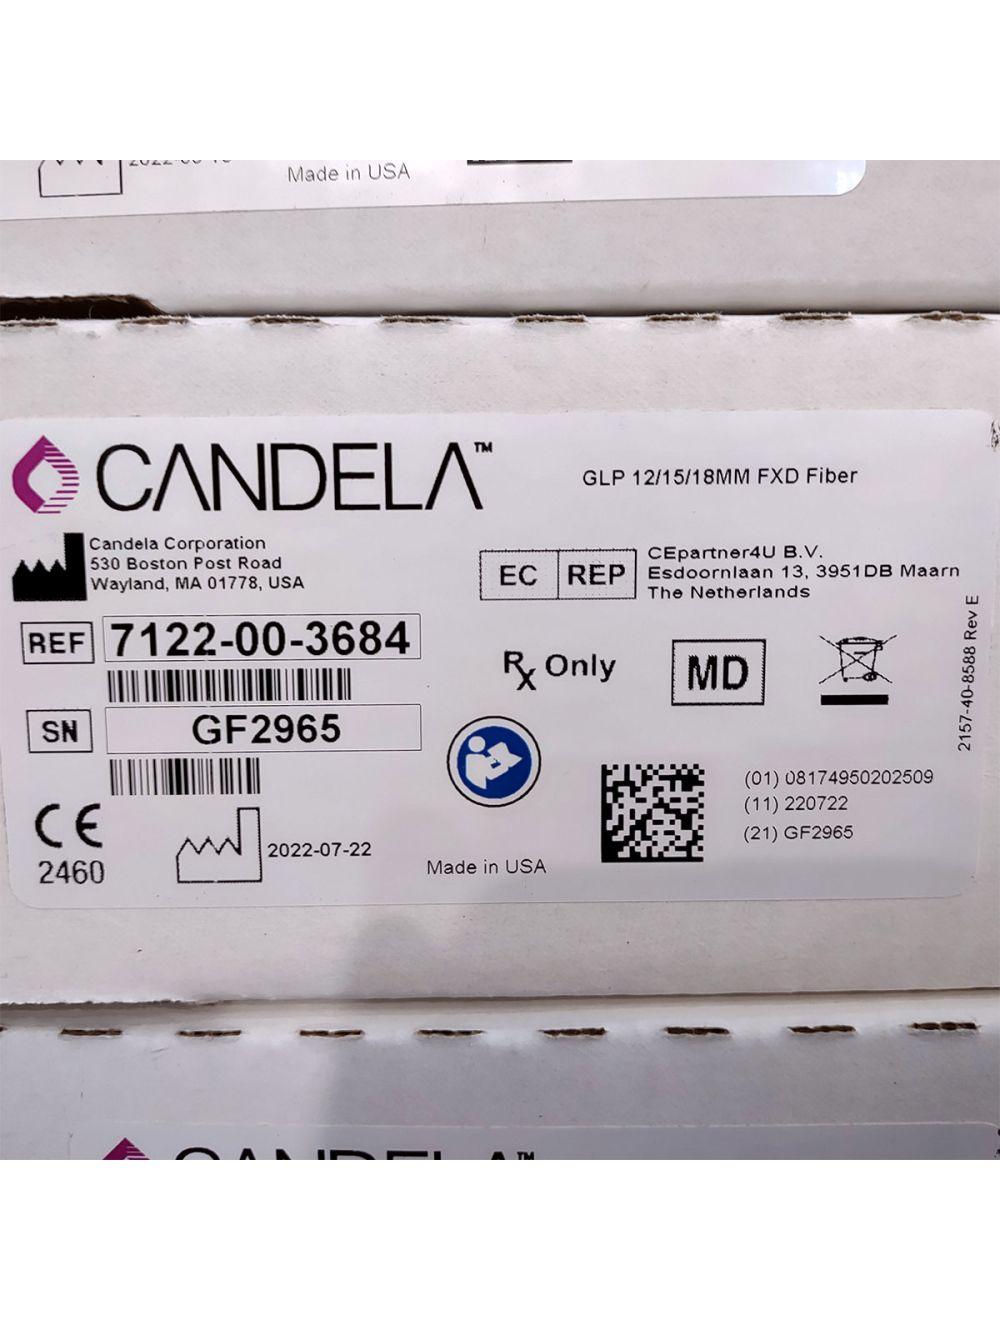 Made in USA
CANDELA™
GLP 12/15/18MM FXD Fiber
Candela Corporation
530 Boston Post Road
Wayland, MA 01778, USA
EC REP
CEpartner4U B.V.
Esdoornlaan 13, 3951DB Maarn
The Netherlands
REF 7122-00-3684
Rx Only
MD
SN GF2965
2157-40-8588 Rev E
CE
2460
2022-07-22
Made in USA
(01) 08174950202509
(11) 220722
(21) GF2965
CANDELA™